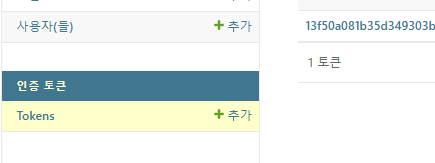 사용자(들) 추가
인증 토큰
Tokens 추가
13f50a081b35d349303b
1 토큰